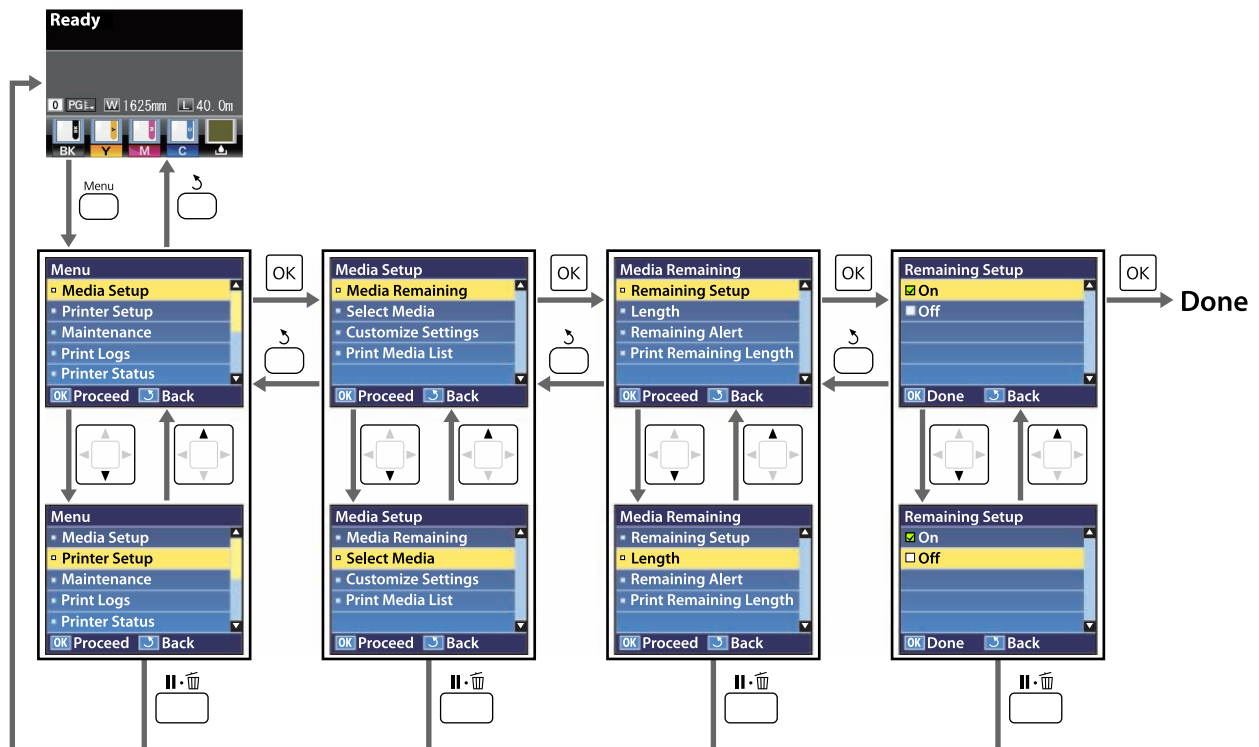 Ready
0 PG W 1625mm L 40.0m
BK Y M C
Menu
OK
OK
OK
OK
Menu
Media Setup
Printer Setup
Maintenance
Print Logs
Printer Status
OK Proceed Back
Media Setup
Media Remaining
Select Media
Customize Settings
Print Media List
OK Proceed Back
Media Remaining
Remaining Setup
Length
Remaining Alert
Print Remaining Length
OK Proceed Back
Remaining Setup
On
Off
OK Done Back
Done
Menu
Media Setup
Printer Setup
Maintenance
Print Logs
Printer Status
OK Proceed Back
Media Setup
Media Remaining
Select Media
Customize Settings
Print Media List
OK Proceed Back
Media Remaining
Remaining Setup
Length
Remaining Alert
Print Remaining Length
OK Proceed Back
Remaining Setup
On
Off
OK Done Back